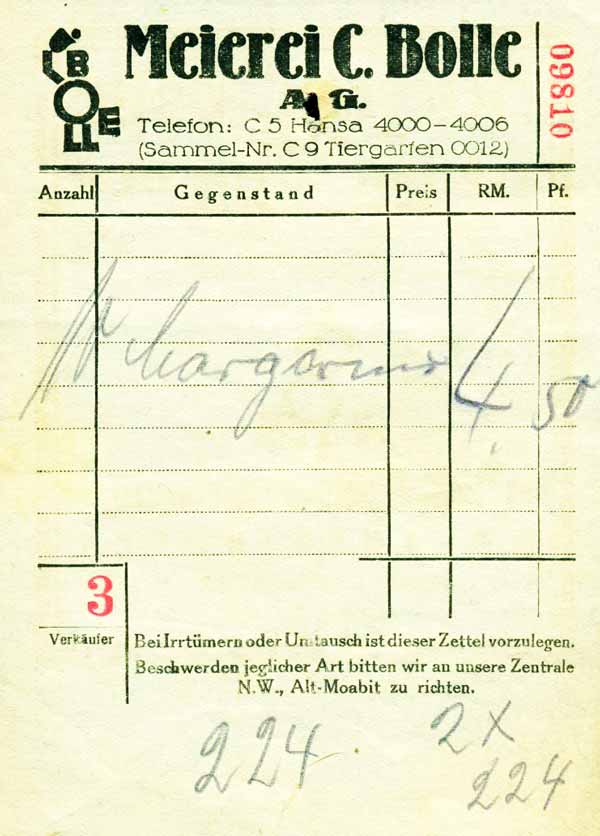 C. BOLLE
Meierei C. Bolle
A.G.
Telefon: C 5 Hansa 4000-4006
(Sammel-Nr. C 9 Tiergarten 0012)
09810
Anzahl Gegenstand Preis RM. Pf.
Margarine 4,50
3
Verkäufer
Bei Irrtümern oder Umtausch ist dieser Zettel vorzulegen.
Beschwerden jeglicher Art bitten wir an unsere Zentrale
N.W., Alt-Moabit zu richten.
224
2x
224